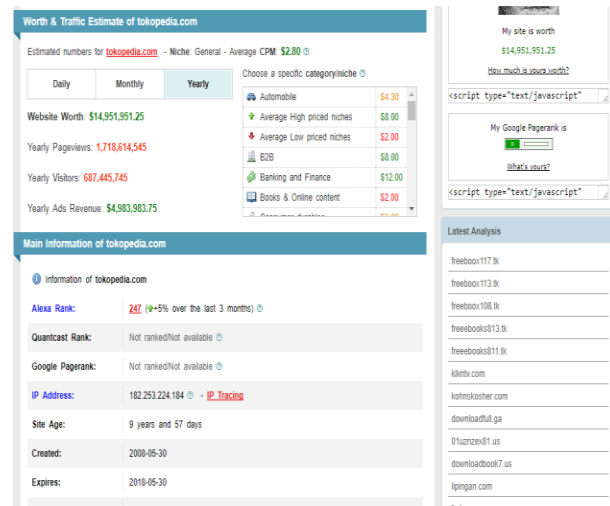 Worth & Traffic Estimate of tokopedia.com
Estimated numbers for tokopedia.com - Niche: General - Average CPM: $2.80
Daily Monthly Yearly
Website Worth: $14,951,951.25
Yearly Pageviews: 1,718,614,545
Yearly Visitors: 687,445,745
Yearly Ads Revenue: $4,983,983.75
Choose a specific category/niche
Automobile $4.30
Average High priced niches $8.00
Average Low priced niches $2.00
B2B $8.00
Banking and Finance $12.00
Books & Online content $2.00
Main Information of tokopedia.com
Information of tokopedia.com
Alexa Rank: 247 (+5% over the last 3 months)
Quantcast Rank: Not ranked/Not available
Google Pagerank: Not ranked/Not available
IP Address: 182.253.224.184 - IP Tracing
Site Age: 9 years and 57 days
Created: 2008-05-30
Expires: 2018-05-30
My site is worth
$14,951,951.25
How much is yours worth?
<script type="text/javascript"
My Google Pagerank is
What's yours?
<script type="text/javascript"
Latest Analysis
freeboox117.tk
freeboox113.tk
freeboox108.tk
freeebooks813.tk
freeebooks811.tk
klkntv.com
kohnskosher.com
downloadfull.ga
01uznzex81.us
downloadbook7.us
lipingan.com